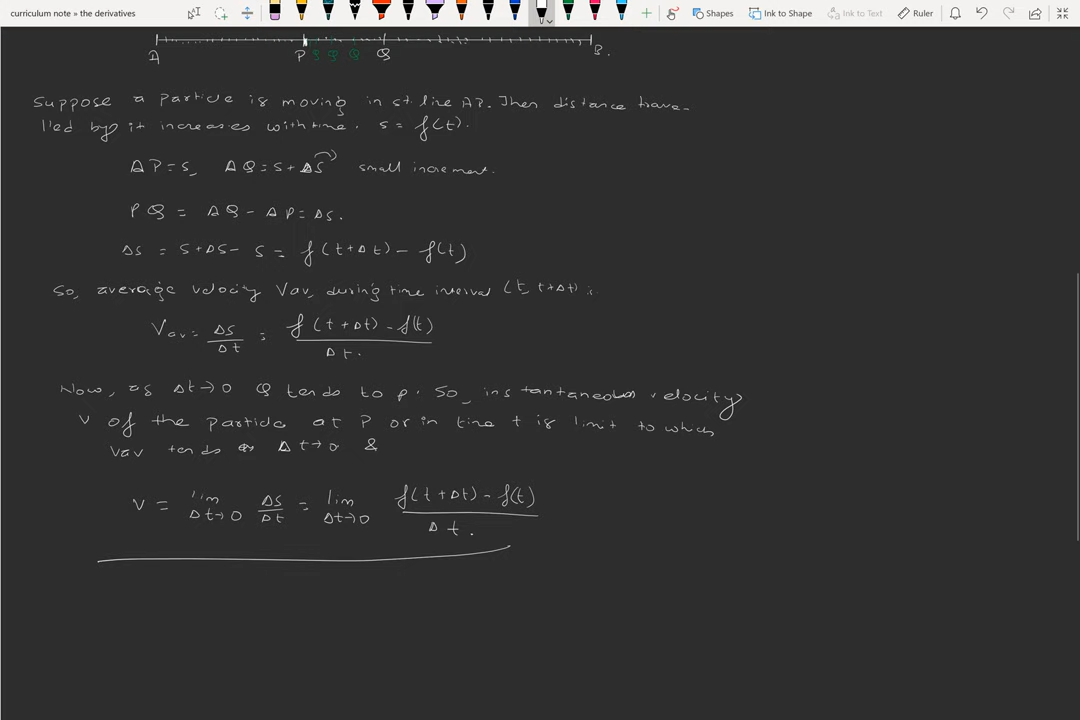 curriculum note » the derivatives
Shapes Ink to Shape Ink to Text Ruler
A P Q Q Q Q B.
Suppose a particle is moving in st. line AB. Then distance trave-
lled by it increases with time. s = f(t).
AP = s, AQ = s + Δs small increment.
PQ = AQ - AP = Δs.
Δs = s + Δs - s = f(t+Δt) - f(t)
So, average velocity Vav, during time interval (t, t+Δt) is
Vav = Δs/Δt = f(t+Δt) - f(t) / Δt.
Now, as Δt→0 Q tends to p. So, instantaneous velocity
v of the particle at P or in time t is limit to which
Vav tends as Δt→0 &
V = lim Δt→0 Δs/Δt = lim Δt→0 f(t+Δt) - f(t) / Δt.